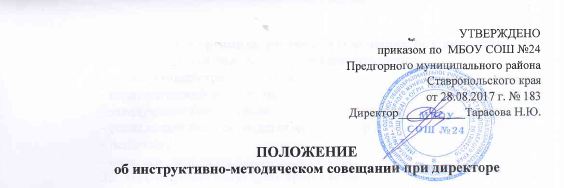 УТВЕРЖДЕНО
приказом по МБОУ СОШ №24
Предгорного муниципального района
Ставропольского края
от 28.08.2017 г. № 183
Директор Тарасова Н.Ю.
МБОУ
СОШ №24
ПОЛОЖЕНИЕ
об инструктивно-методическом совещании при директоре